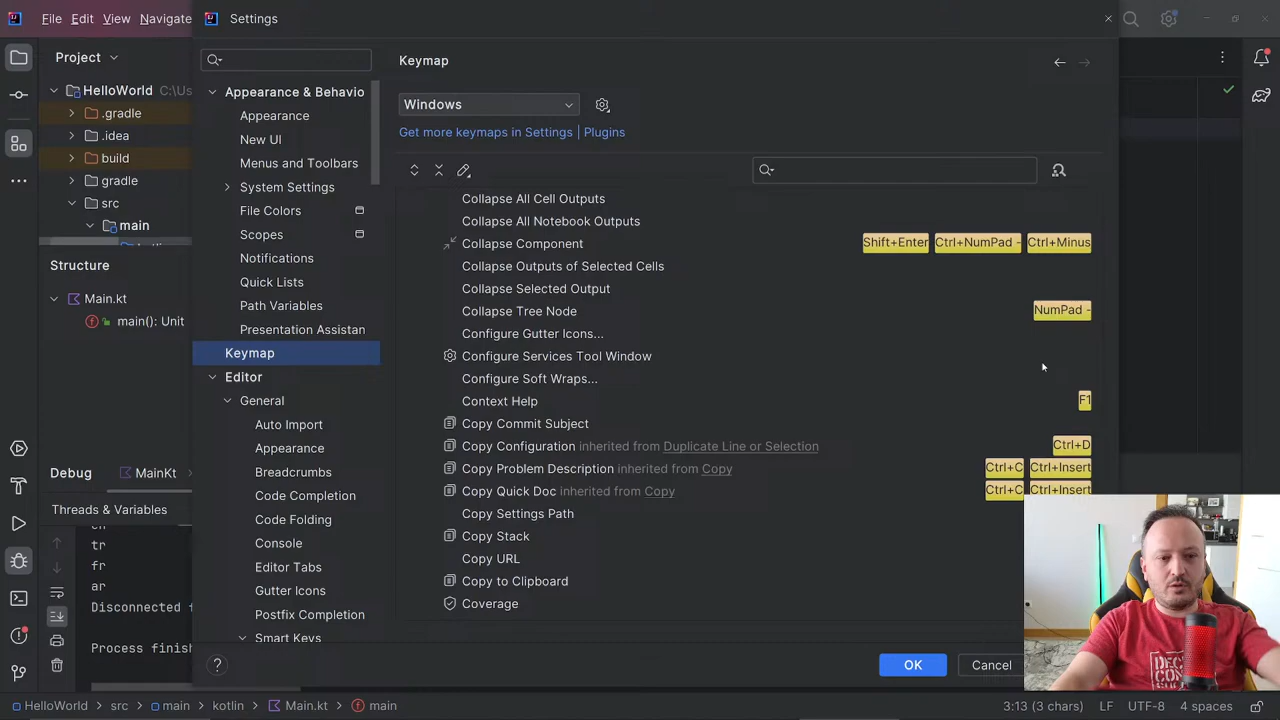 File Edit View Navigate
Settings
Project
Keymap
HelloWorld C:\Us
.gradle
.idea
build
gradle
src
main
Structure
Main.kt
main(): Unit
Debug MainKt
Threads & Variables
tr
fr
ar
Disconnected f
Process finish
Appearance & Behavio
Appearance
New UI
Menus and Toolbars
System Settings
File Colors
Scopes
Notifications
Quick Lists
Path Variables
Presentation Assistan
Keymap
Editor
General
Auto Import
Appearance
Breadcrumbs
Code Completion
Code Folding
Console
Editor Tabs
Gutter Icons
Postfix Completion
Smart Keys
Windows
Get more keymaps in Settings | Plugins
Collapse All Cell Outputs
Collapse All Notebook Outputs
Collapse Component Shift+Enter Ctrl+NumPad - Ctrl+Minus
Collapse Outputs of Selected Cells
Collapse Selected Output
Collapse Tree Node NumPad -
Configure Gutter Icons...
Configure Services Tool Window
Configure Soft Wraps...
Context Help F1
Copy Commit Subject
Copy Configuration inherited from Duplicate Line or Selection Ctrl+D
Copy Problem Description inherited from Copy Ctrl+C Ctrl+Insert
Copy Quick Doc inherited from Copy Ctrl+C Ctrl+Insert
Copy Settings Path
Copy Stack
Copy URL
Copy to Clipboard
Coverage
? OK Cancel
HelloWorld > src > main > kotlin > Main.kt > main 3:13 (3 chars) LF UTF-8 4 spaces